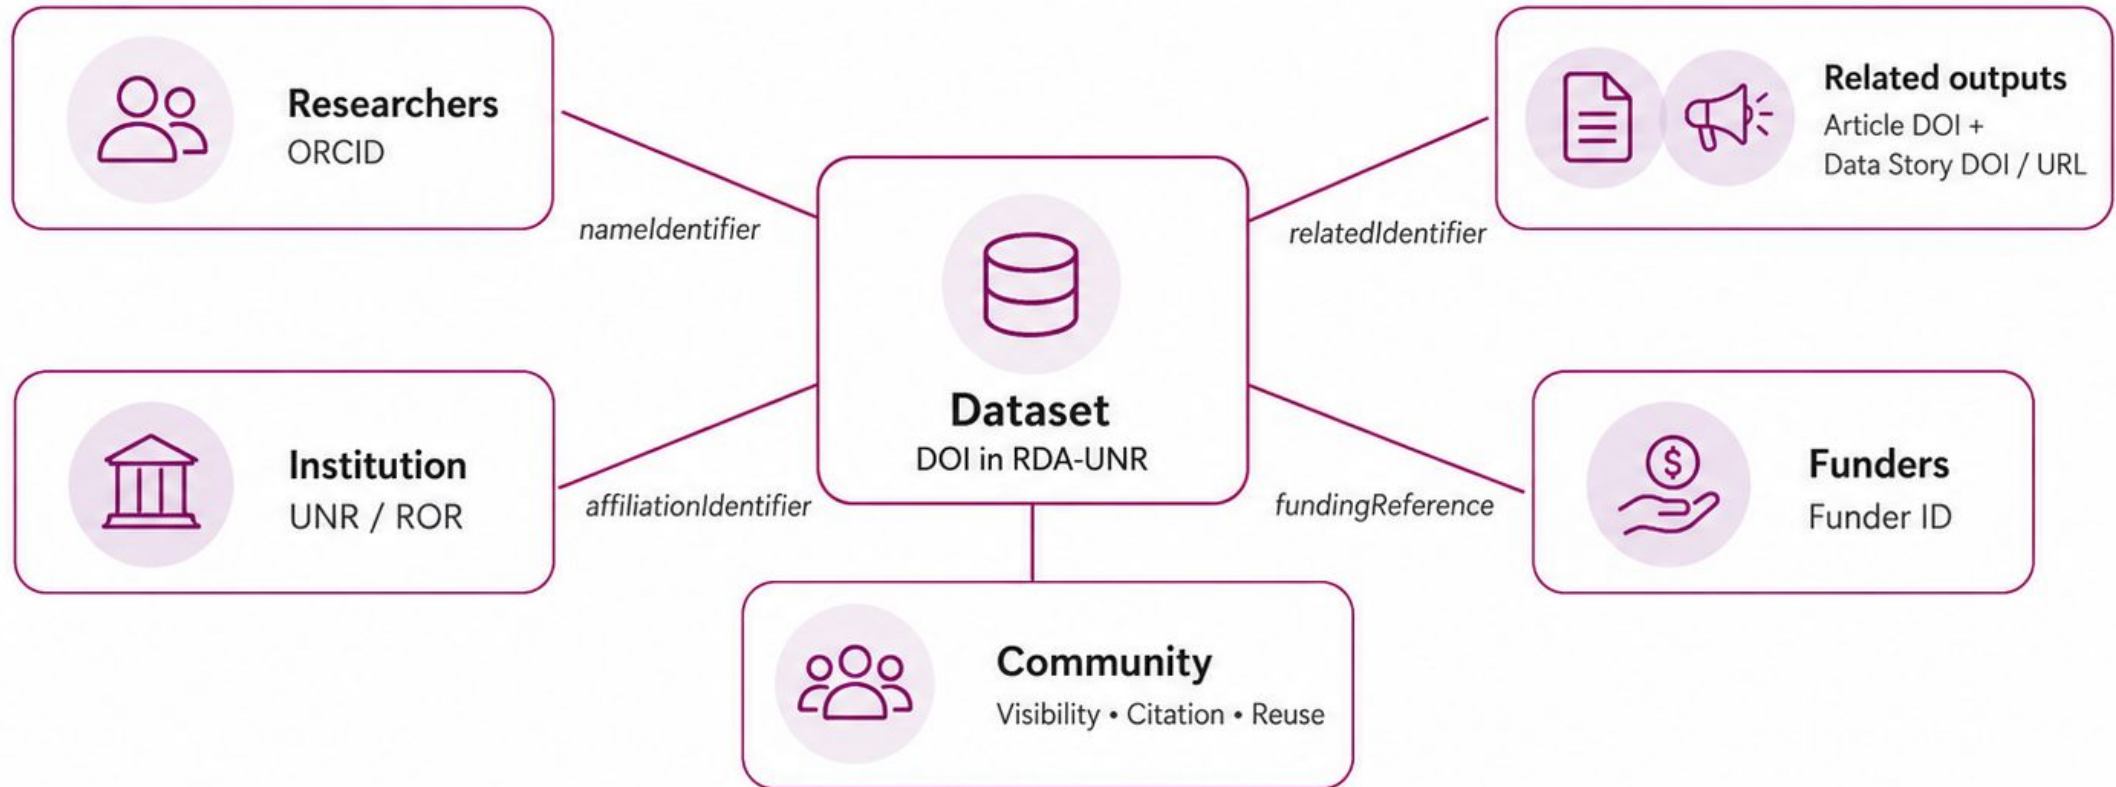 Researchers
ORCID
nameIdentifier
Related outputs
Article DOI +
Data Story DOI / URL
relatedIdentifier
Dataset
DOI in RDA-UNR
Institution
UNR / ROR
affiliationIdentifier
Funders
Funder ID
fundingReference
Community
Visibility • Citation • Reuse